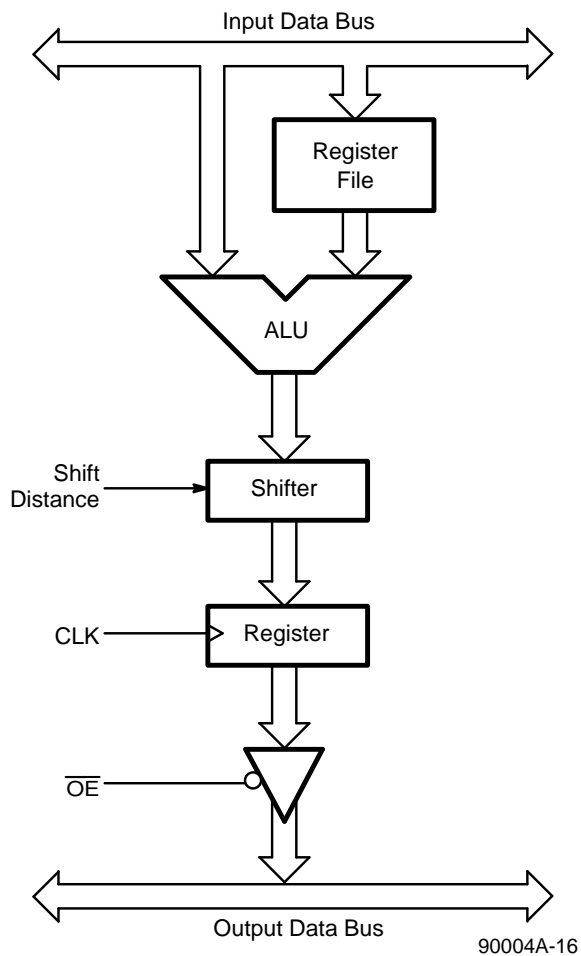 Input Data Bus
Register
File
ALU
Shift
Distance
Shifter
CLK
Register
OE
Output Data Bus
90004A-16